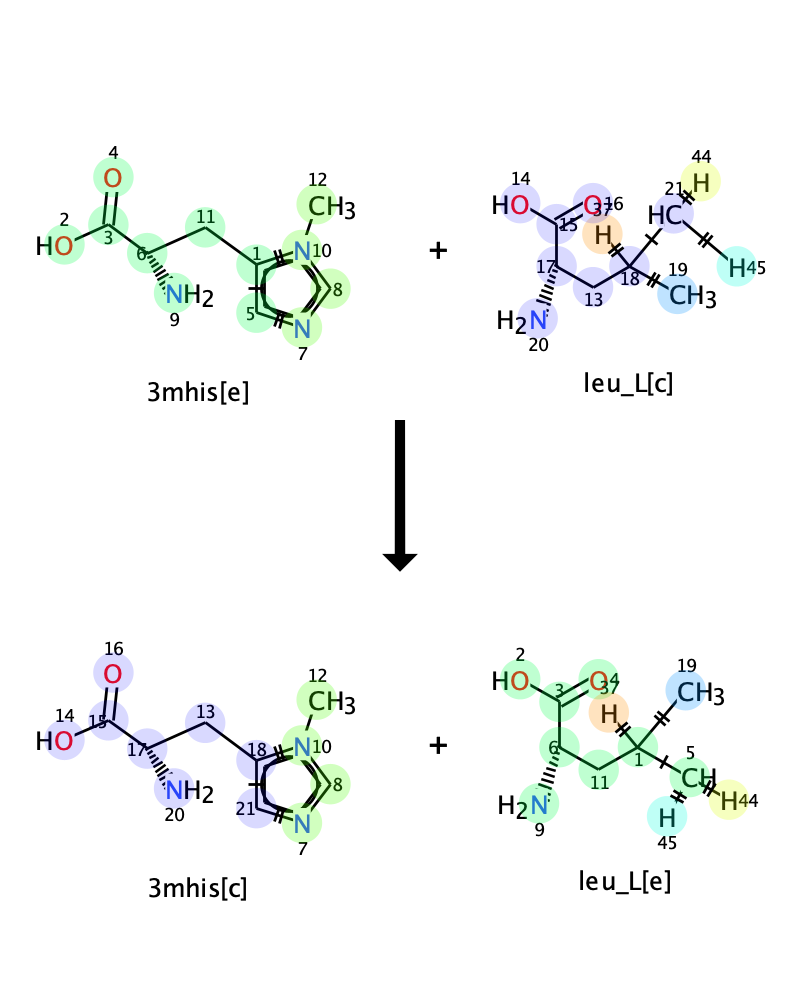 4 12 44
O 14 21 H
2 11 CH3 HO O 16 HC
HO 3 6 1 N 10 + 15 37 H
17 18 19 H 45
NH2 5 8 13 CH3
9 N H2N 20
7
3mhis[e] leu_L[c]
16 12 2 19
O CH3 HO 3 O 4 CH3
14 15 13 37 H
HO 17 18 N 10 + 6 1 5
NH2 21 8 11 CH H 44
20 N H2N 9 H
7 45
3mhis[c] leu_L[e]